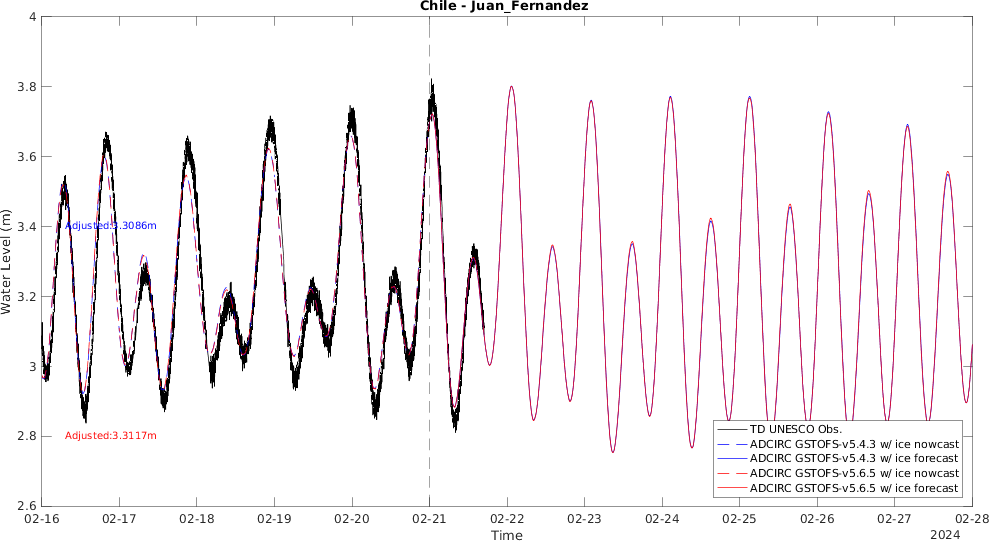 Chile - Juan_Fernandez
Water Level (m)
4
3.8
3.6
3.4
3.2
3
2.8
2.6
Adjusted:3.3086m
Adjusted:3.3117m
TD UNESCO Obs.
ADCIRC GSTOFS-v5.4.3 w/ ice nowcast
ADCIRC GSTOFS-v5.4.3 w/ ice forecast
ADCIRC GSTOFS-v5.6.5 w/ ice nowcast
ADCIRC GSTOFS-v5.6.5 w/ ice forecast
02-16 02-17 02-18 02-19 02-20 02-21 02-22 02-23 02-24 02-25 02-26 02-27 02-28
Time
2024